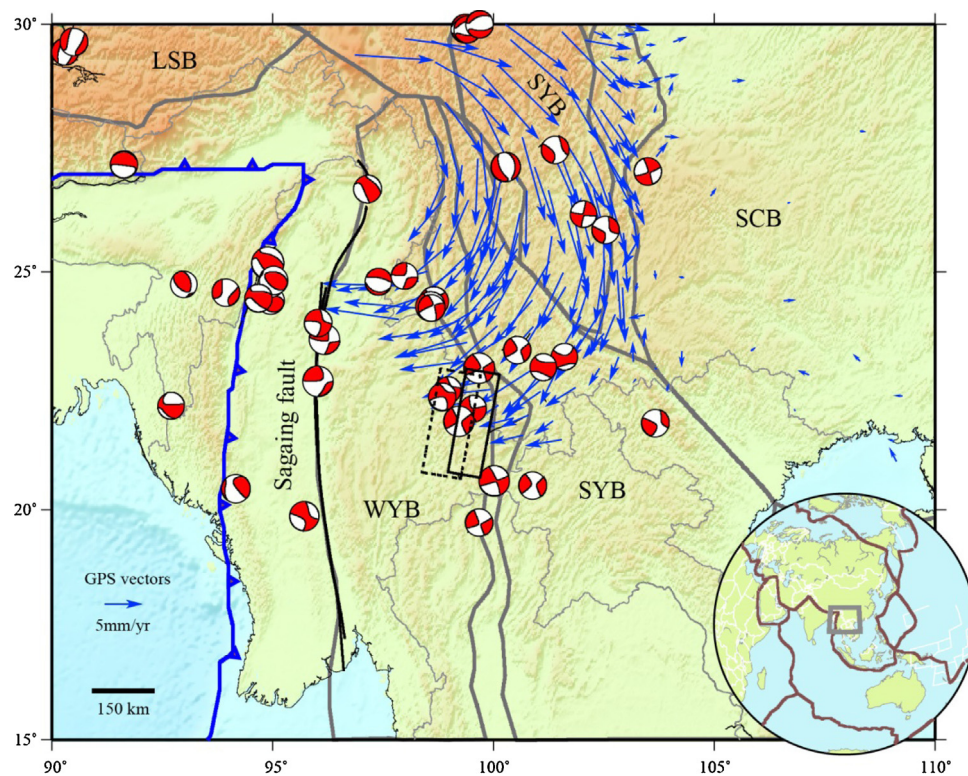 30°
LSB
SYB
SCB
25°
Sagaing fault
20°
WYB
SYB
GPS vectors
5mm/yr
150 km
15°
90°
95°
100°
105°
110°